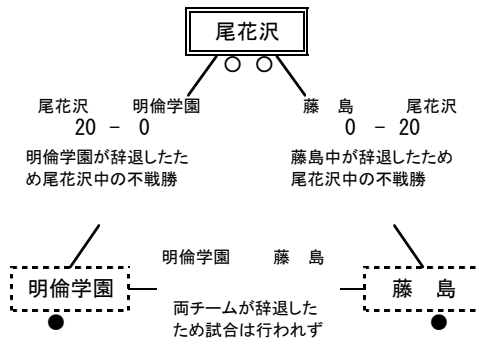 尾花沢
○ ○
尾花沢 明倫学園
20 － 0
明倫学園が辞退したた
め尾花沢中の不戦勝
藤 島 尾花沢
0 － 20
藤島中が辞退したため
尾花沢中の不戦勝
明倫学園 藤 島
明倫学園
両チームが辞退した
ため試合は行われず
藤 島
● ●